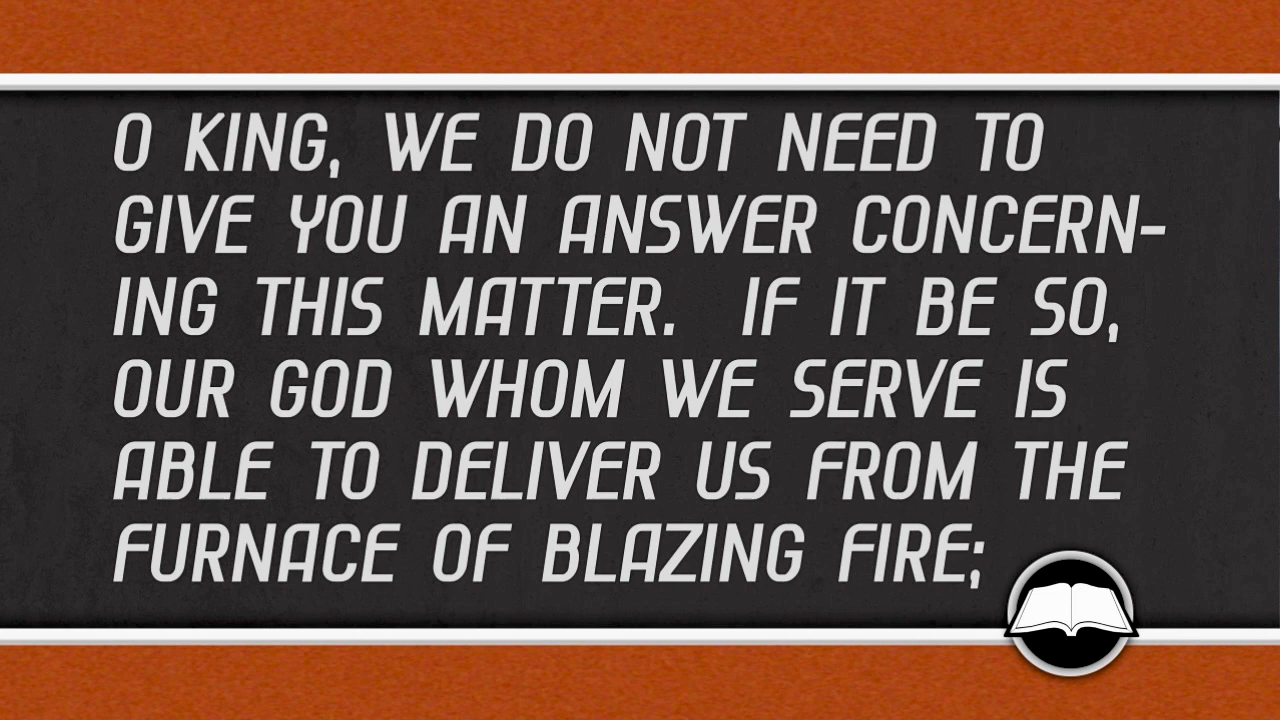 O KING, WE DO NOT NEED TO
GIVE YOU AN ANSWER CONCERN-
ING THIS MATTER.  IF IT BE SO,
OUR GOD WHOM WE SERVE IS
ABLE TO DELIVER US FROM THE
FURNACE OF BLAZING FIRE;